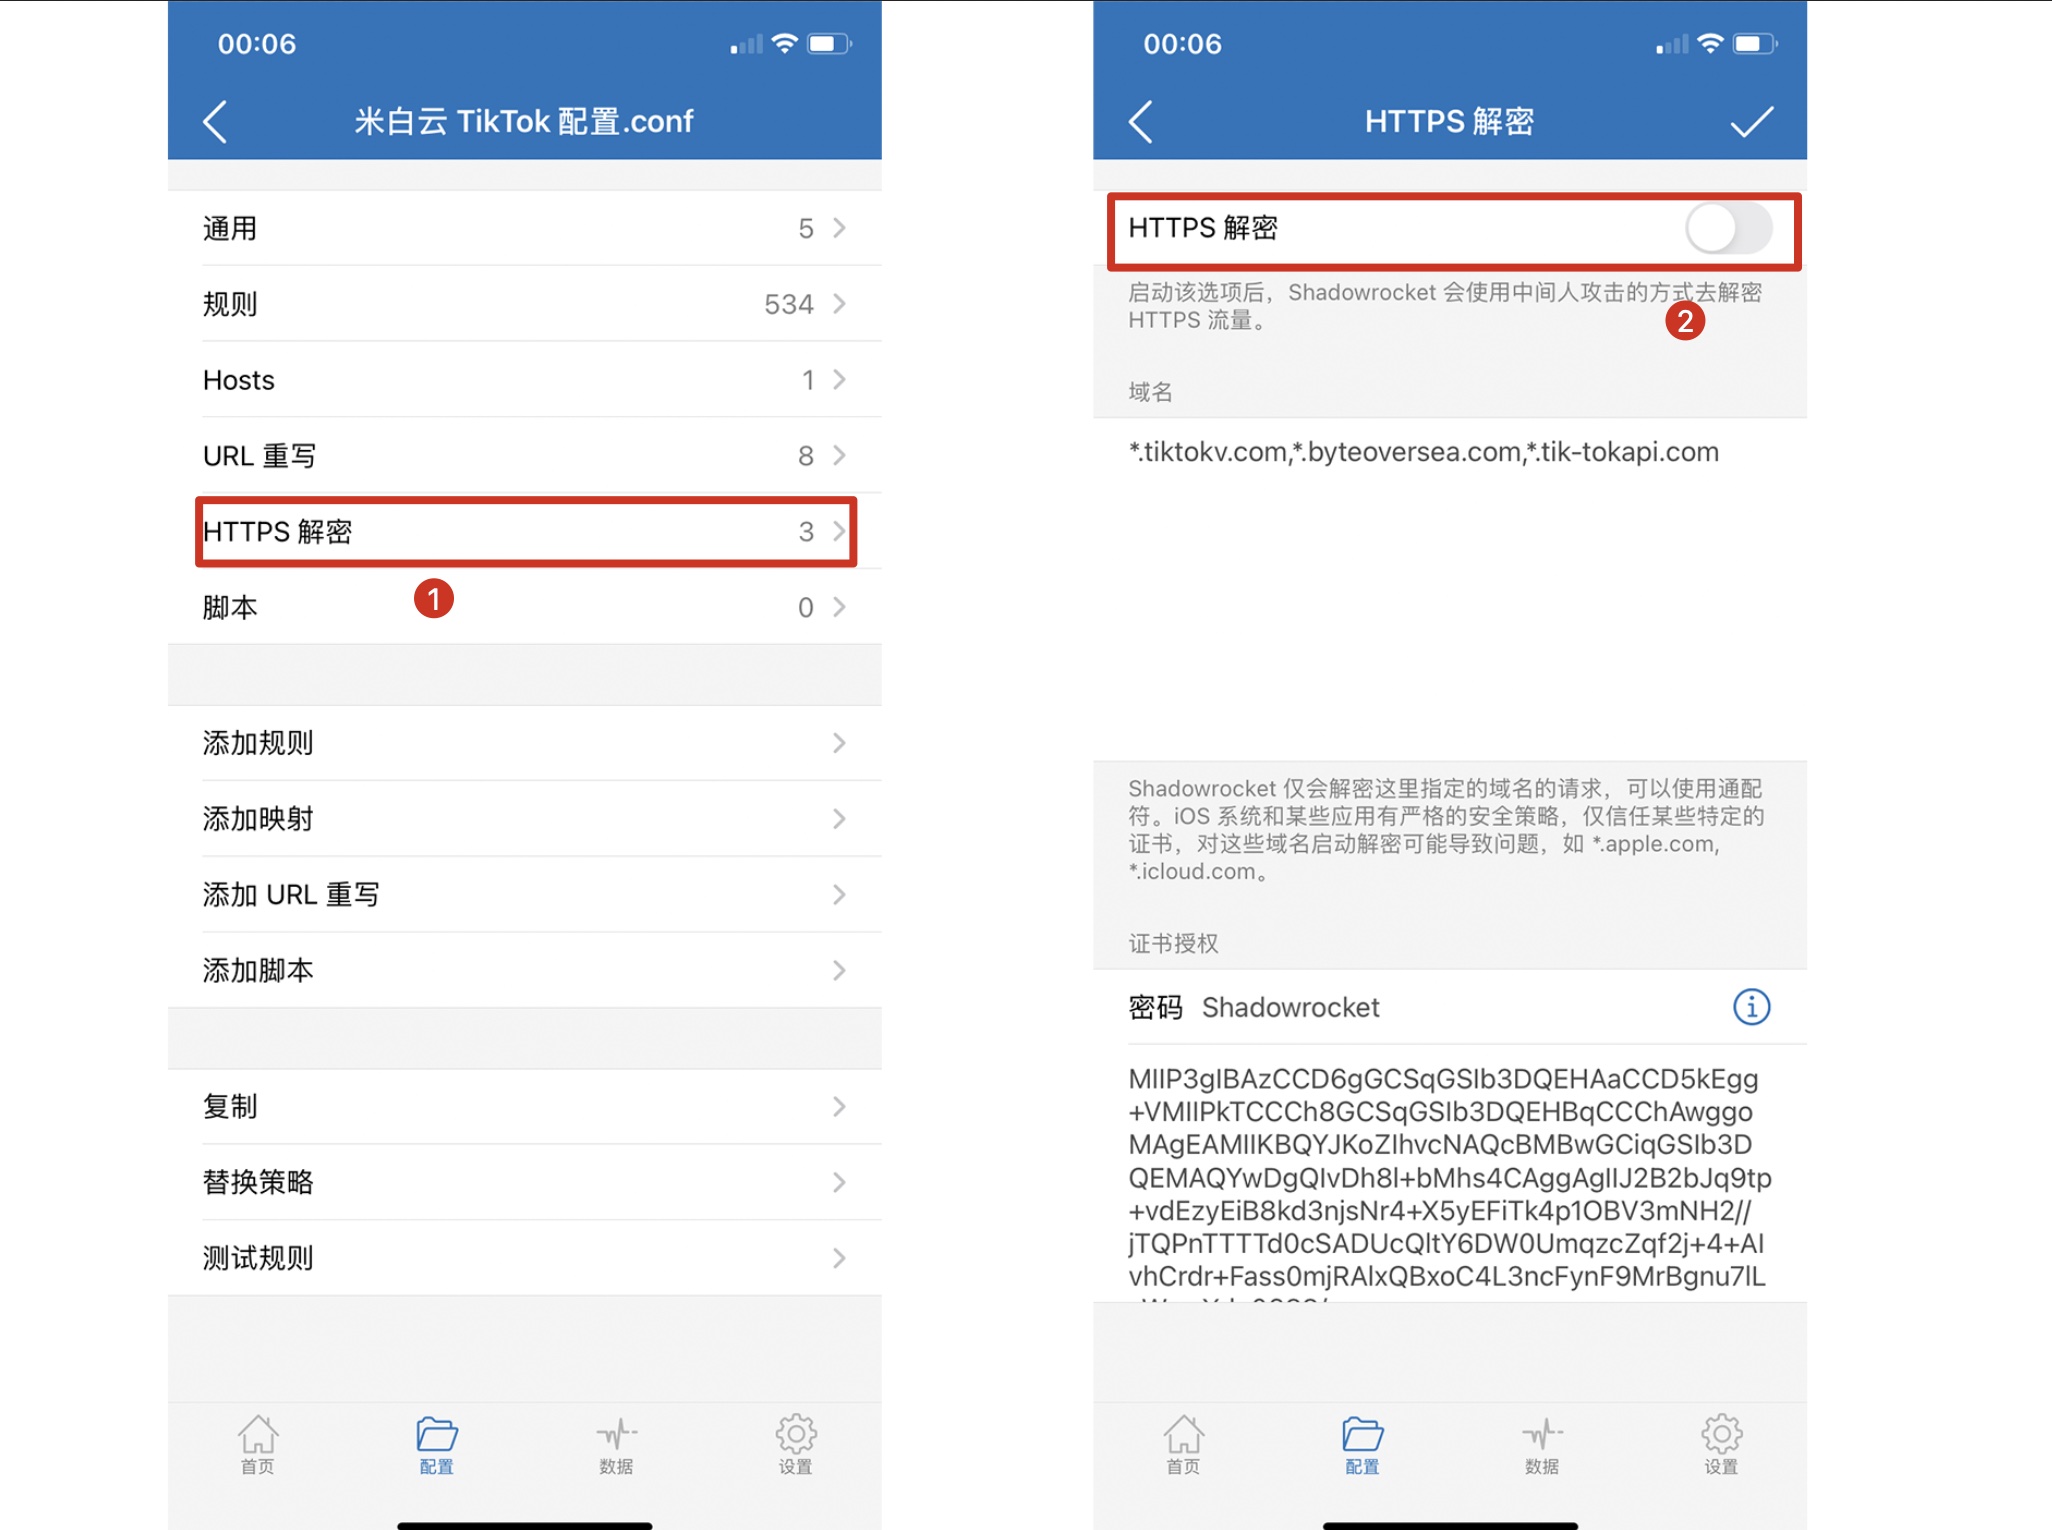 00:06
米白云 TikTok 配置.conf
通用 5
规则 534
Hosts 1
URL 重写 8
HTTPS 解密 3
1
脚本 0
添加规则
添加映射
添加 URL 重写
添加脚本
复制
替换策略
测试规则
首页 配置 数据 设置
00:06
HTTPS 解密
HTTPS 解密
启动该选项后，Shadowrocket 会使用中间人攻击的方式去解密
HTTPS 流量。
2
域名
*.tiktokv.com,*.byteoversea.com,*.tik-tokapi.com
Shadowrocket 仅会解密这里指定的域名的请求，可以使用通配
符。iOS 系统和某些应用有严格的安全策略，仅信任某些特定的
证书，对这些域名启动解密可能导致问题，如 *.apple.com,
*.icloud.com。
证书授权
密码 Shadowrocket
MIIP3gIBAzCCD6gGCSqGSIb3DQEHAaCCD5kEgg
+VMIIPkTCCCh8GCSqGSIb3DQEHBqCCChAwggo
MAgEAMIIKBQYJKoZIhvcNAQcBMBwGCiqGSIb3D
QEMAQYwDgQIvDh8l+bMhs4CAggAgIIJ2B2bJq9tp
+vdEzyEiB8kd3njsNr4+X5yEFiTk4p1OBV3mNH2//
jTQPnTTTTd0cSADUcQltY6DW0UmqzcZqf2j+4+AI
vhCrdr+Fass0mjRAlxQBxoC4L3ncFynF9MrBgnu7lL
首页 配置 数据 设置